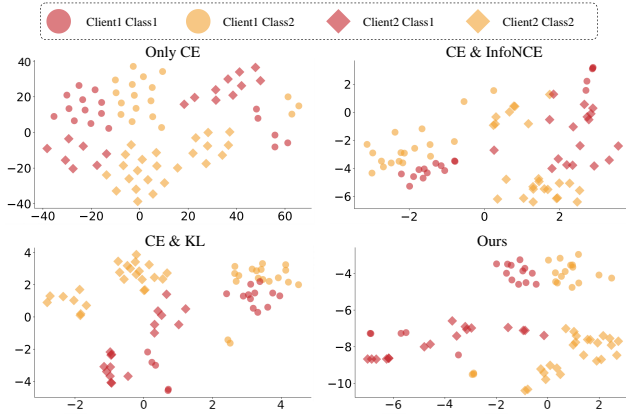 Client1 Class1 Client1 Class2 Client2 Class1 Client2 Class2
Only CE
40
20
0
−20
−40
−40 −20 0 20 40 60
CE & InfoNCE
2
0
−2
−4
−6
−2 0 2
CE & KL
4
2
0
−2
−4
−2 0 2 4
Ours
−4
−6
−8
−10
−6 −4 −2 0 2